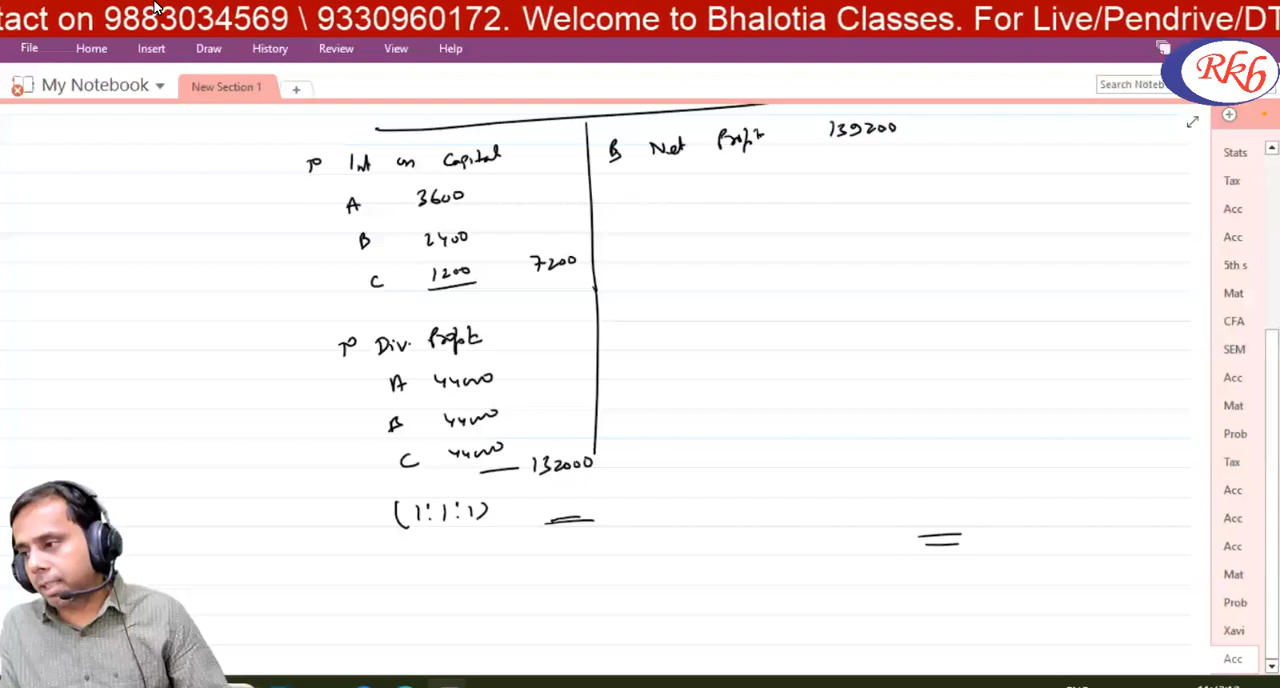 tact on 9883034569 \ 9330960172. Welcome to Bhalotia Classes. For Live/Pendrive/DT
File Home Insert Draw History Review View Help
Rkb
My Notebook New Section 1 + Search Noteb
To Int on Capital
A 3600
B 2400
C 1200 7200
To Div. Profit
A 44000
B 44000
C 44000 132000
(1:1:1)
B Net Profit 139200
Stats
Tax
Acc
Acc
5th s
Mat
CFA
SEM
Acc
Mat
Prob
Tax
Acc
Acc
Acc
Mat
Prob
Xavi
Acc